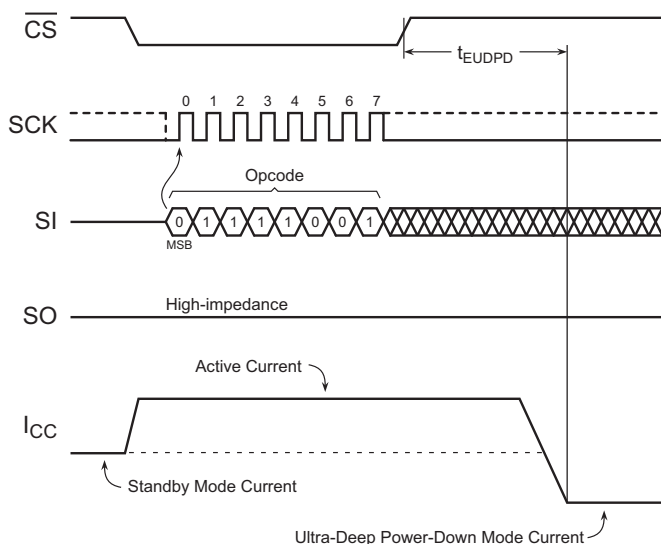 CS
tEUDPD
0 1 2 3 4 5 6 7
SCK
Opcode
SI
0 1 1 1 1 0 0 1
MSB
High-impedance
SO
Active Current
ICC
Standby Mode Current
Ultra-Deep Power-Down Mode Current